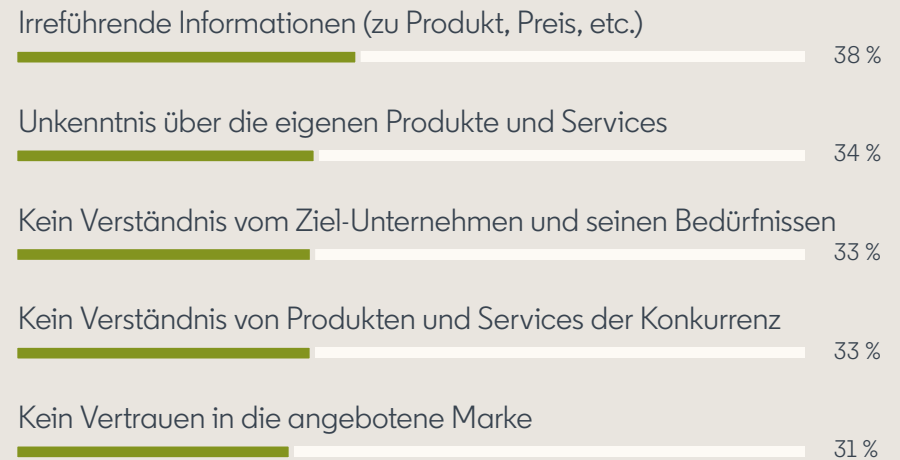 Irreführende Informationen (zu Produkt, Preis, etc.)
38 %
Unkenntnis über die eigenen Produkte und Services
34 %
Kein Verständnis vom Ziel-Unternehmen und seinen Bedürfnissen
33 %
Kein Verständnis von Produkten und Services der Konkurrenz
33 %
Kein Vertrauen in die angebotene Marke
31 %